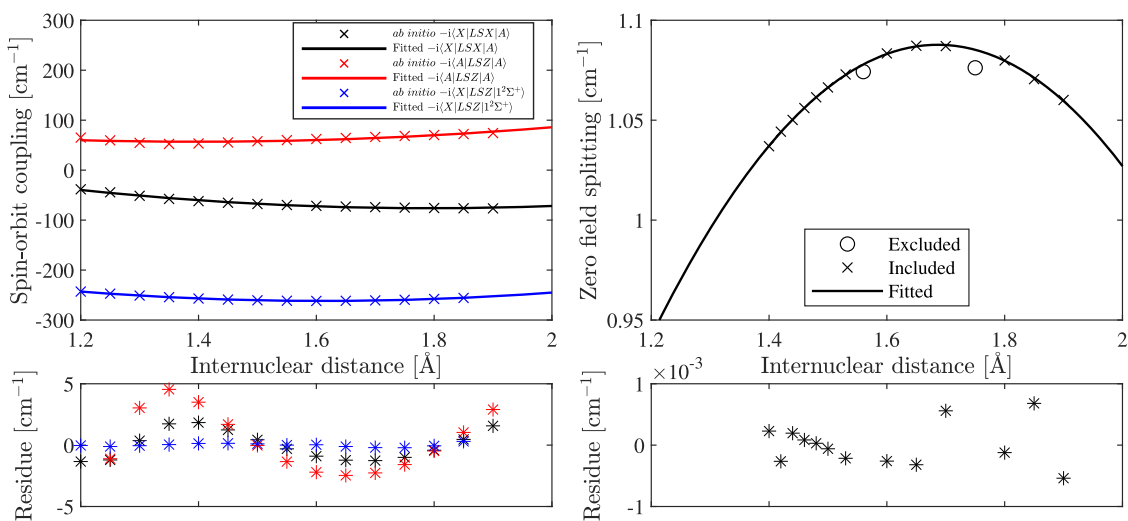 300
200
100
0
-100
-200
-300
Spin-orbit coupling [cm−1]
ab initio −i⟨X|LSX|A⟩
Fitted −i⟨X|LSX|A⟩
ab initio −i⟨A|LSZ|A⟩
Fitted −i⟨A|LSZ|A⟩
ab initio −i⟨X|LSZ|1²Σ⁺⟩
Fitted −i⟨X|LSZ|1²Σ⁺⟩
1.2 1.4 1.6 1.8 2
Internuclear distance [Å]
1.1
1.05
1
0.95
Zero field splitting [cm−1]
Excluded
Included
Fitted
1.2 1.4 1.6 1.8 2
Internuclear distance [Å]
5
0
-5
Residue [cm−1]
×10-3
1
0
-1
Residue [cm−1]